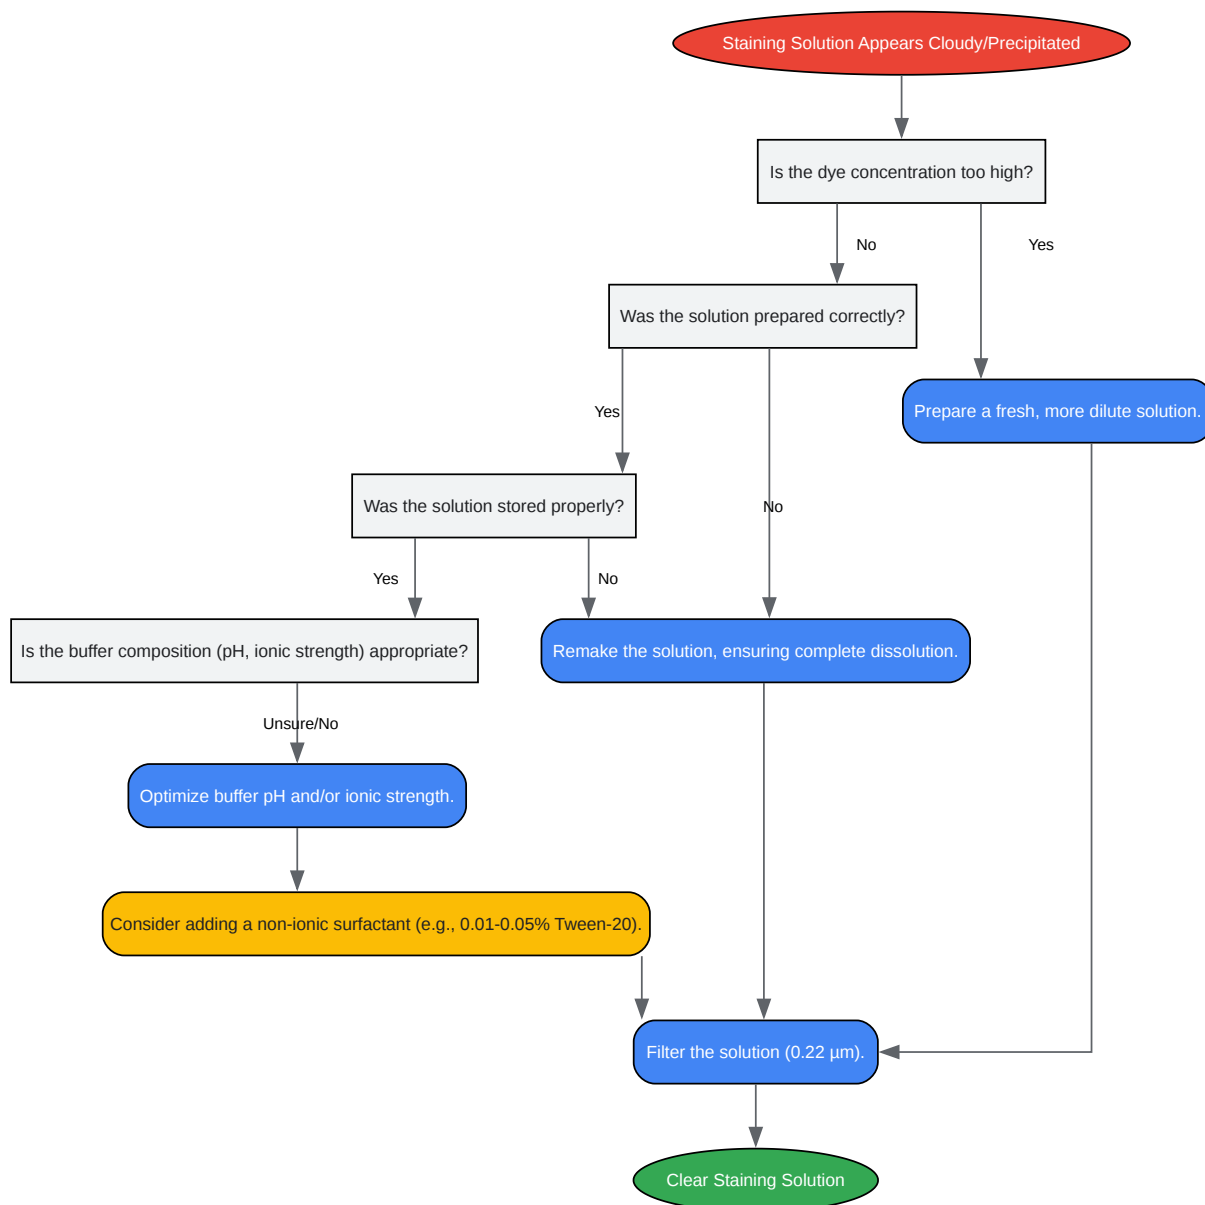 Staining Solution Appears Cloudy/Precipitated
Is the dye concentration too high?
No
Yes
Was the solution prepared correctly?
Yes
Prepare a fresh, more dilute solution.
Was the solution stored properly?
No
Yes
No
Is the buffer composition (pH, ionic strength) appropriate?
Remake the solution, ensuring complete dissolution.
Unsure/No
Optimize buffer pH and/or ionic strength.
Consider adding a non-ionic surfactant (e.g., 0.01-0.05% Tween-20).
Filter the solution (0.22 µm).
Clear Staining Solution